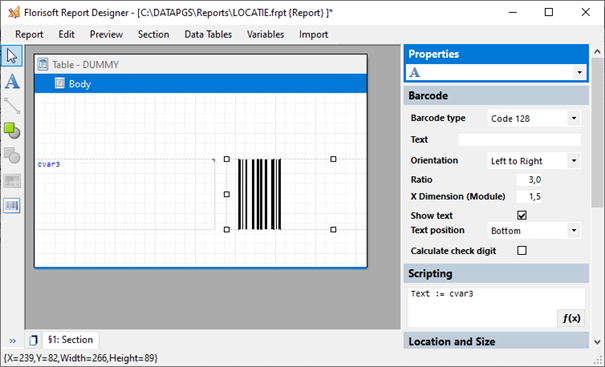 Florisoft Report Designer - [C:\DATAPGS\Reports\LOCATIE.frpt {Report} ]*
Report Edit Preview Section Data Tables Variables Import
Table - DUMMY
Body
cvar3
Properties
A
Barcode
Barcode type Code 128
Text
Orientation Left to Right
Ratio 3,0
X Dimension (Module) 1,5
Show text
Text position Bottom
Calculate check digit
Scripting
Text := cvar3
ƒ(x)
Location and Size
§1: Section
{X=239,Y=82,Width=266,Height=89}